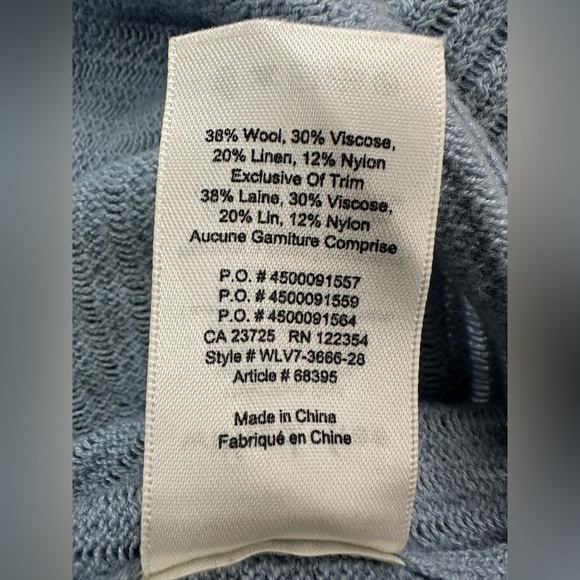 38% Wool, 30% Viscose,
20% Linen, 12% Nylon
Exclusive Of Trim
38% Laine, 30% Viscose,
20% Lin, 12% Nylon
Aucune Garniture Comprise
P.O. # 4500091557
P.O. # 4500091559
P.O. # 4500091564
CA 23725 RN 122354
Style # WLV7-3666-28
Article # 68395
Made in China
Fabriqué en Chine